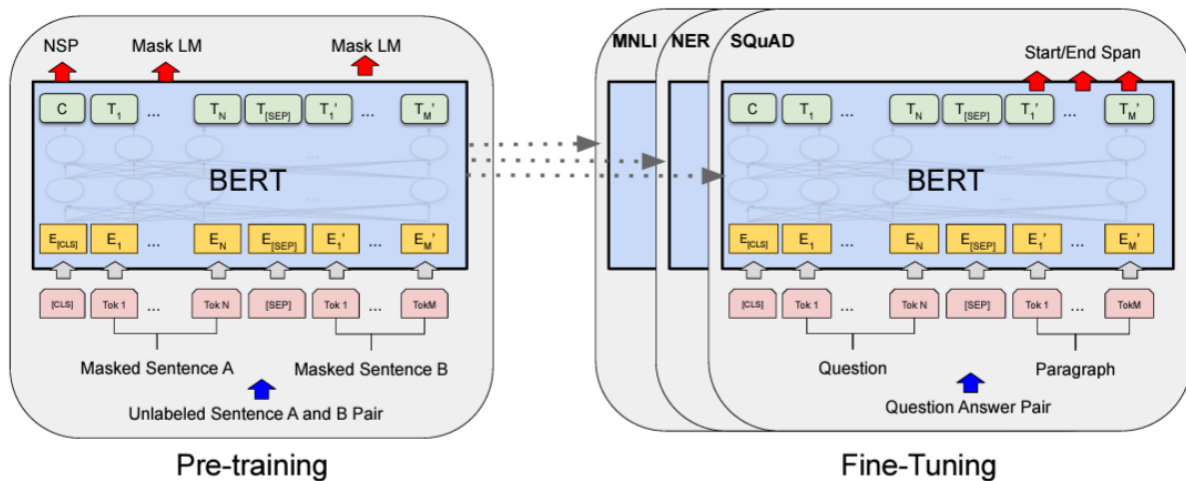 NSP Mask LM Mask LM
C T1 ... TN T[SEP] T1' ... TM'
...
BERT
...
E[CLS] E1 ... EN E[SEP] E1' ... EM'
[CLS] Tok 1 ... Tok N [SEP] Tok 1 ... TokM
Masked Sentence A Masked Sentence B
Unlabeled Sentence A and B Pair
Pre-training
MNLI NER SQuAD
Start/End Span
C T1 ... TN T[SEP] T1' ... TM'
...
BERT
...
E[CLS] E1 ... EN E[SEP] E1' ... EM'
[CLS] Tok 1 ... Tok N [SEP] Tok 1 ... TokM
Question Paragraph
Question Answer Pair
Fine-Tuning